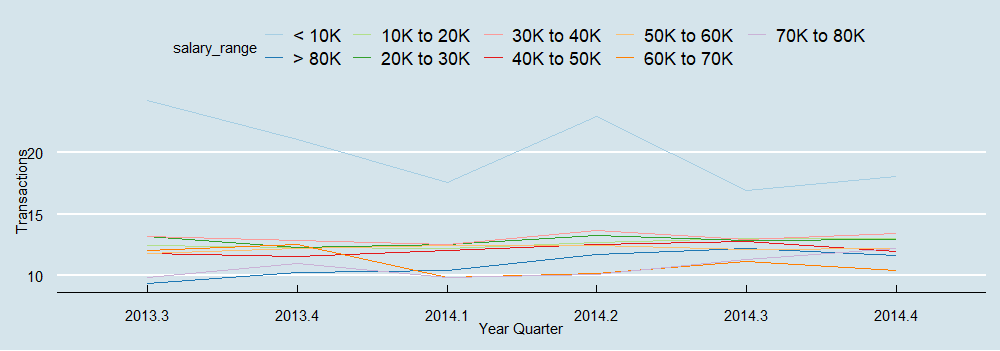 salary_range
< 10K 10K to 20K 30K to 40K 50K to 60K 70K to 80K
> 80K 20K to 30K 40K to 50K 60K to 70K
Transactions
20
15
10
2013.3 2013.4 2014.1 2014.2 2014.3 2014.4
Year Quarter